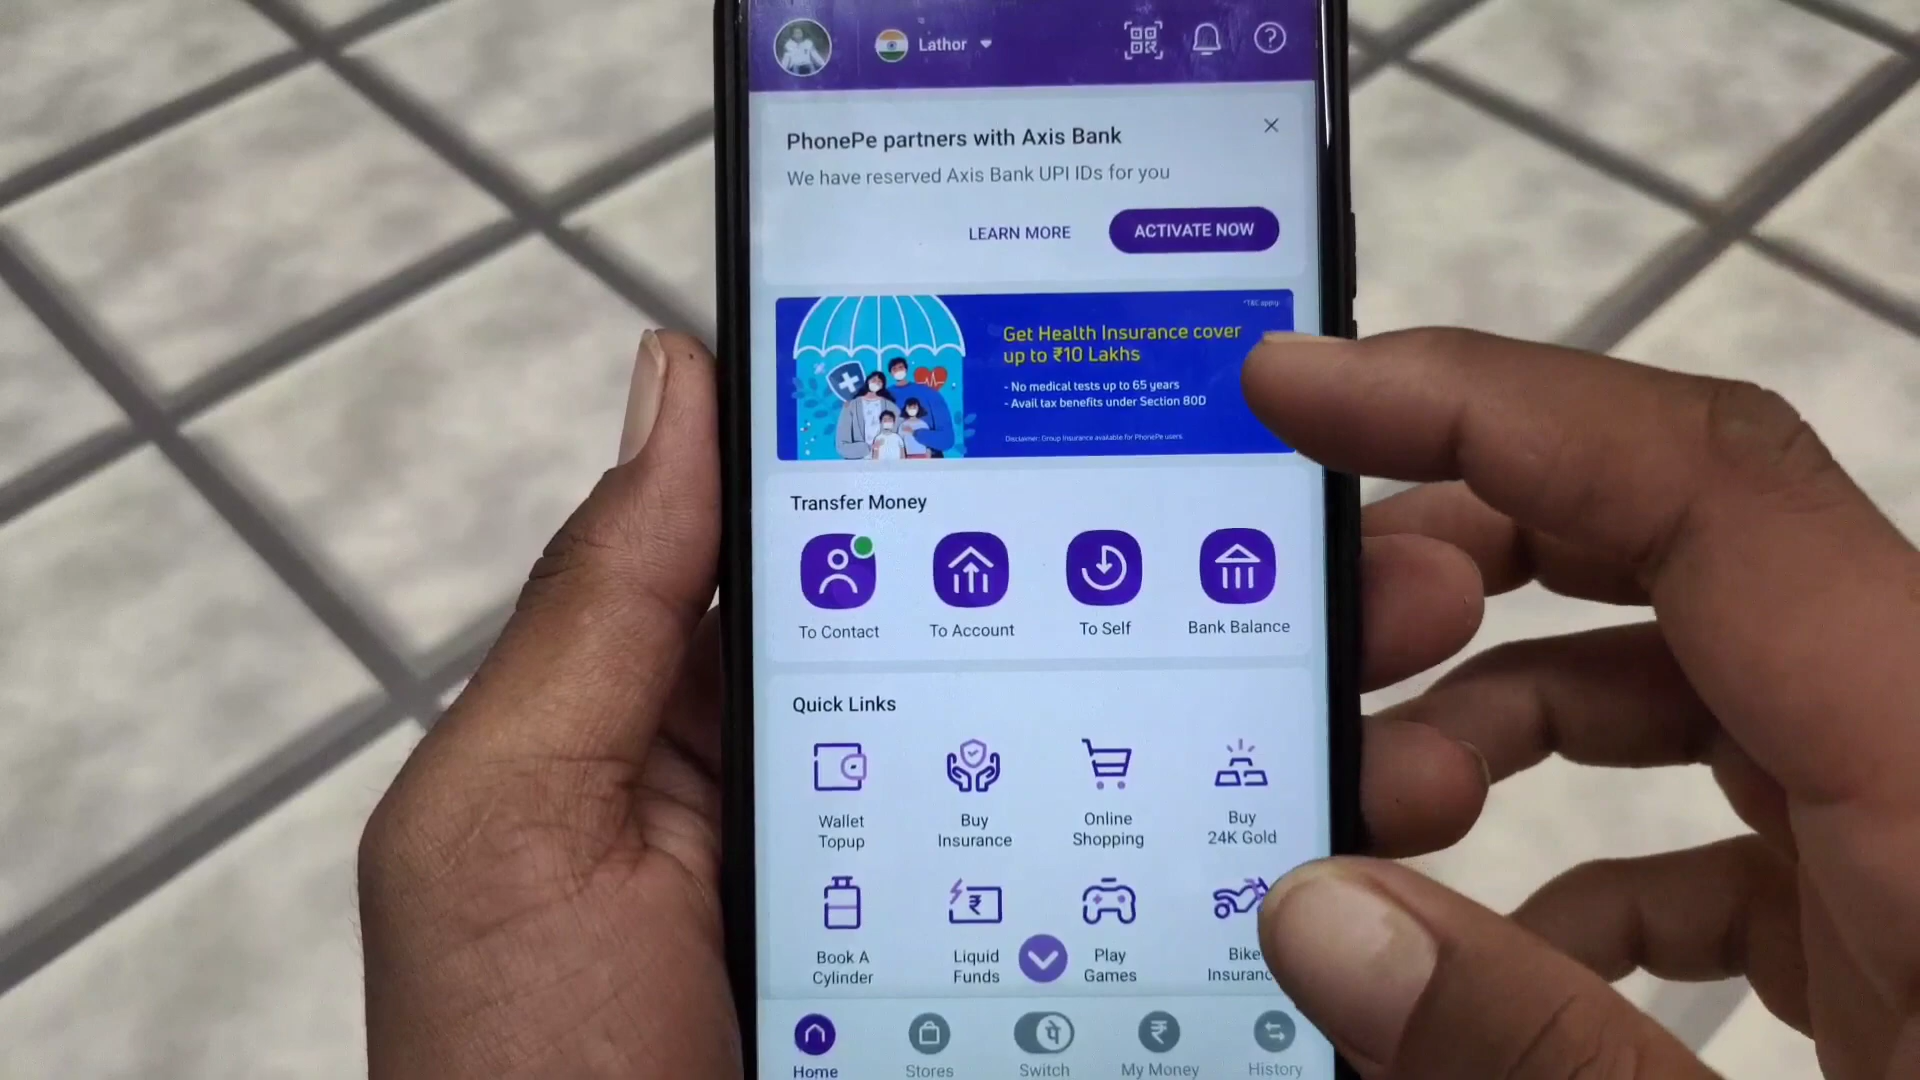 Lathor
PhonePe partners with Axis Bank
We have reserved Axis Bank UPI IDs for you
LEARN MORE
ACTIVATE NOW
*T&C apply
Get Health Insurance cover
up to ₹10 Lakhs
- No medical tests up to 65 years
- Avail tax benefits under Section 80D
Disclaimer: Group Insurance available for PhonePe users.
Transfer Money
To Contact
To Account
To Self
Bank Balance
Quick Links
Wallet
Topup
Buy
Insurance
Online
Shopping
Buy
24K Gold
Book A
Cylinder
Liquid
Funds
Play
Games
Bike
Insuranc
Home
Stores
Switch
My Money
History